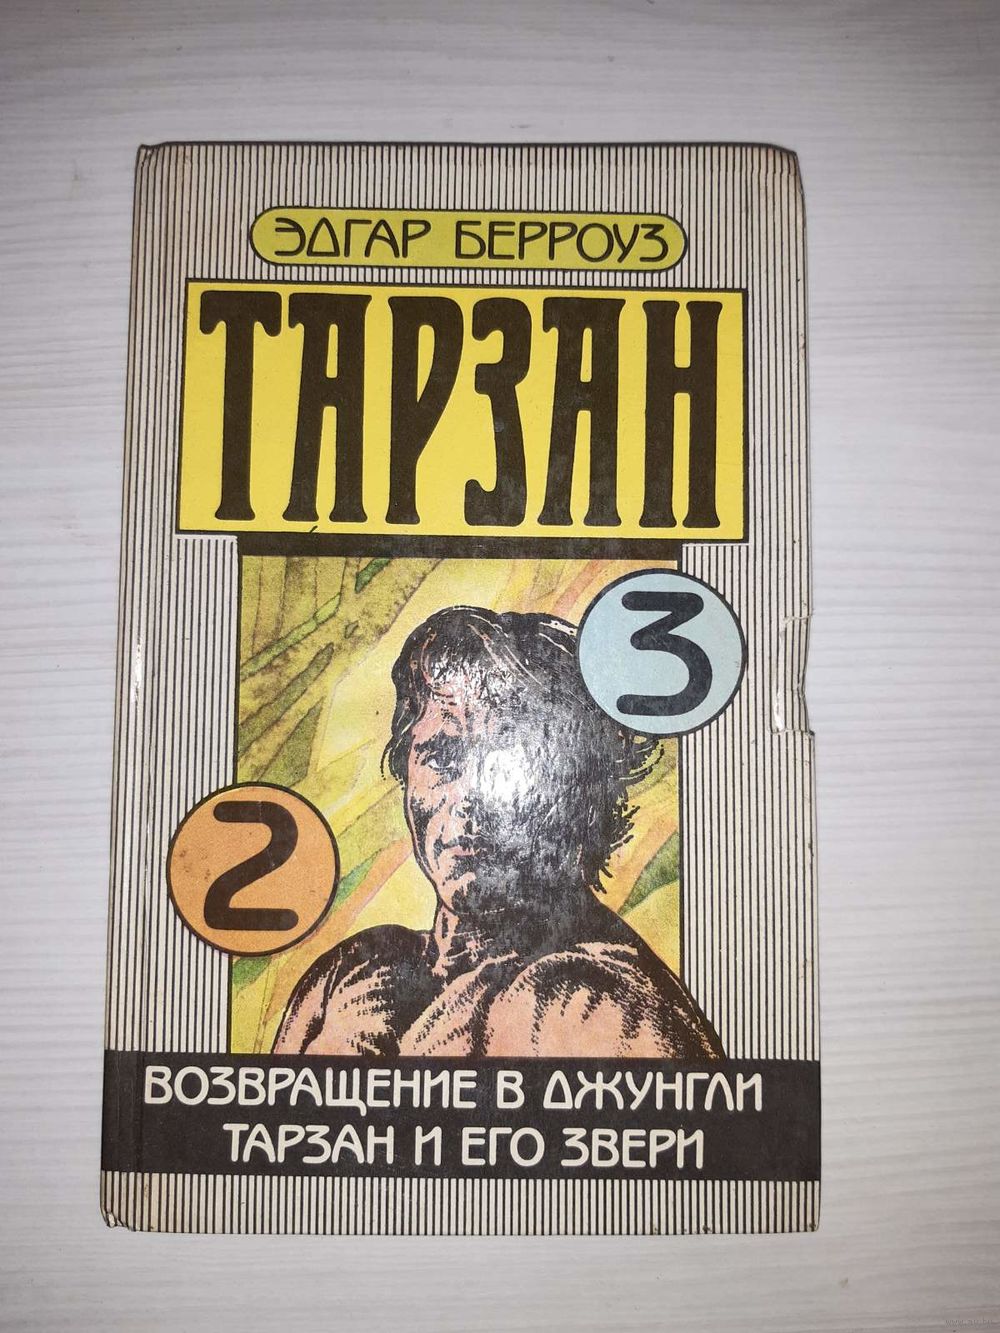 ЭДГАР БЕРРОУЗ
ТАРЗАН
3
2
ВОЗВРАЩЕНИЕ В ДЖУНГЛИ
ТАРЗАН И ЕГО ЗВЕРИ